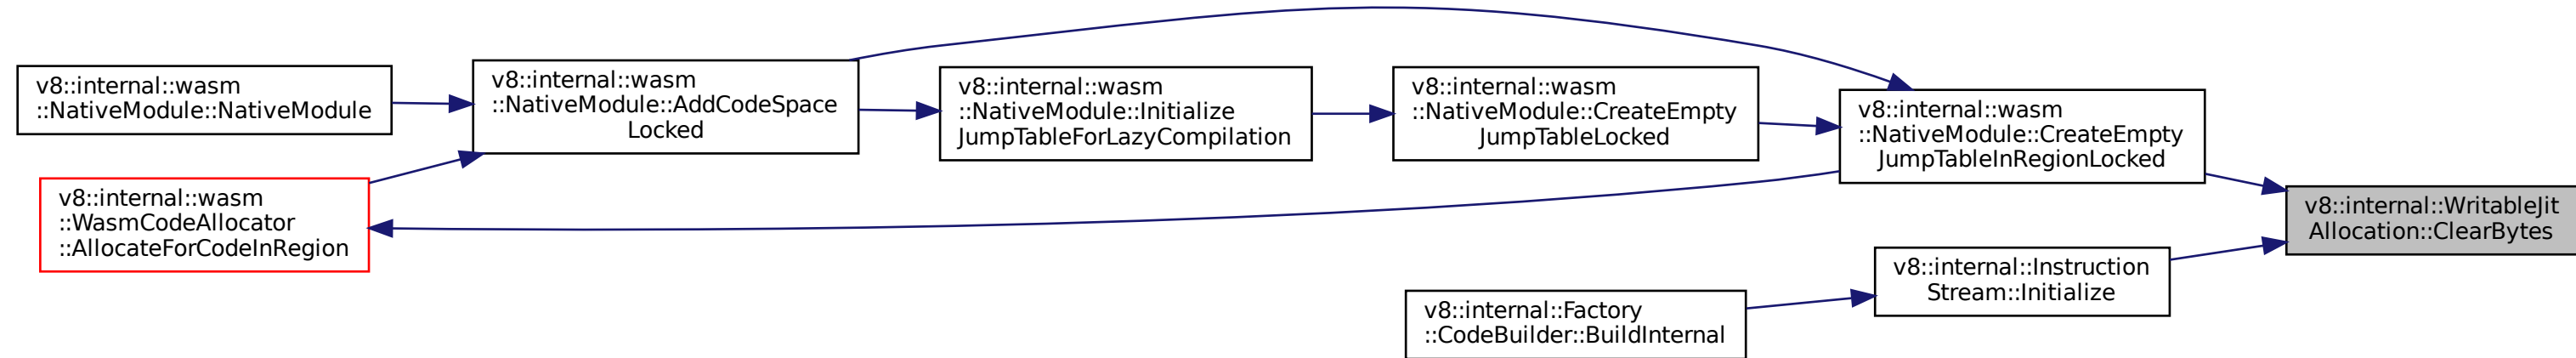 v8::internal::wasm
::NativeModule::NativeModule
v8::internal::wasm
::NativeModule::AddCodeSpace
Locked
v8::internal::wasm
::WasmCodeAllocator
::AllocateForCodeInRegion
v8::internal::wasm
::NativeModule::Initialize
JumpTableForLazyCompilation
v8::internal::wasm
::NativeModule::CreateEmpty
JumpTableLocked
v8::internal::wasm
::NativeModule::CreateEmpty
JumpTableInRegionLocked
v8::internal::WritableJit
Allocation::ClearBytes
v8::internal::Instruction
Stream::Initialize
v8::internal::Factory
::CodeBuilder::BuildInternal